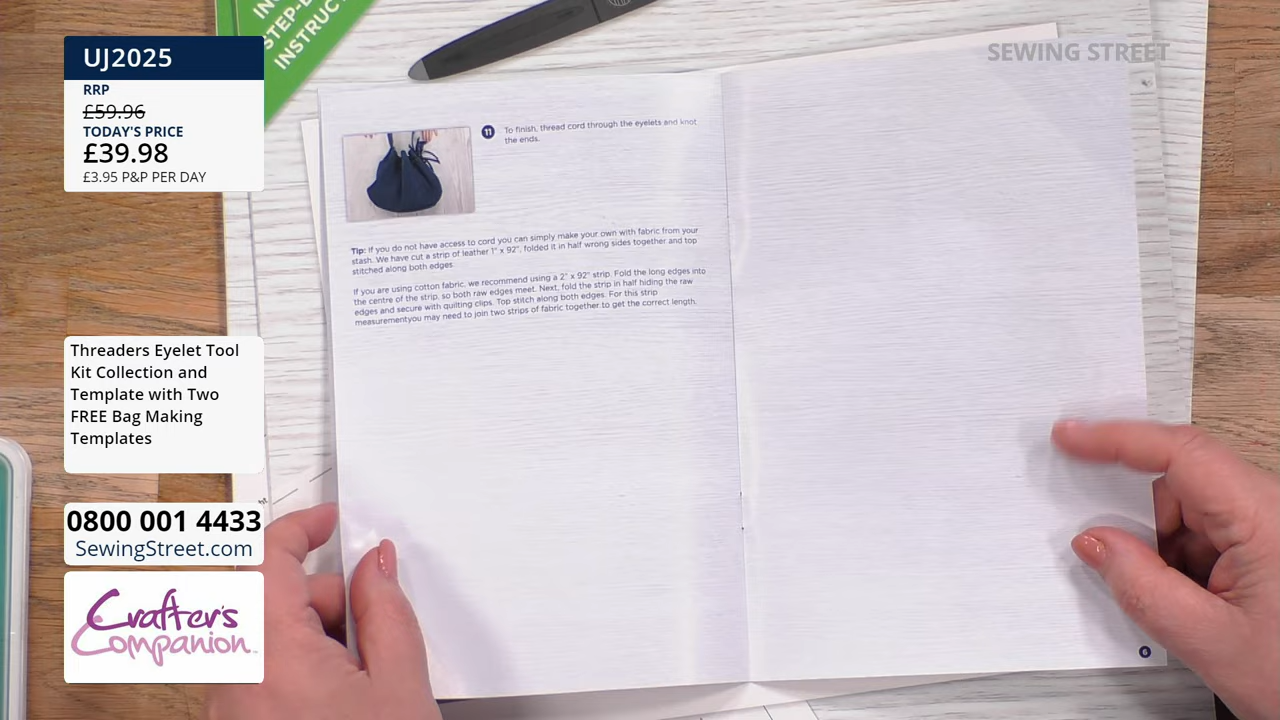 IN
STEP-B
INSTRUCT
UJ2025
RRP
£59.96
TODAY'S PRICE
£39.98
£3.95 P&P PER DAY
SEWING STREET
11 To finish, thread cord through the eyelets and knot
the ends.
Tip: If you do not have access to cord you can simply make your own with fabric from your
stash. We have cut a strip of leather 1" x 92", folded it in half wrong sides together and top
stitched along both edges.
If you are using cotton fabric, we recommend using a 2" x 92" strip. Fold the long edges into
the centre of the strip, so both raw edges meet. Next, fold the strip in half hiding the raw
edges and secure with quilting clips. Top stitch along both edges. For this strip
measurementyou may need to join two strips of fabric together to get the correct length.
6
Threaders Eyelet Tool
Kit Collection and
Template with Two
FREE Bag Making
Templates
0800 001 4433
SewingStreet.com
Crafter's
Companion